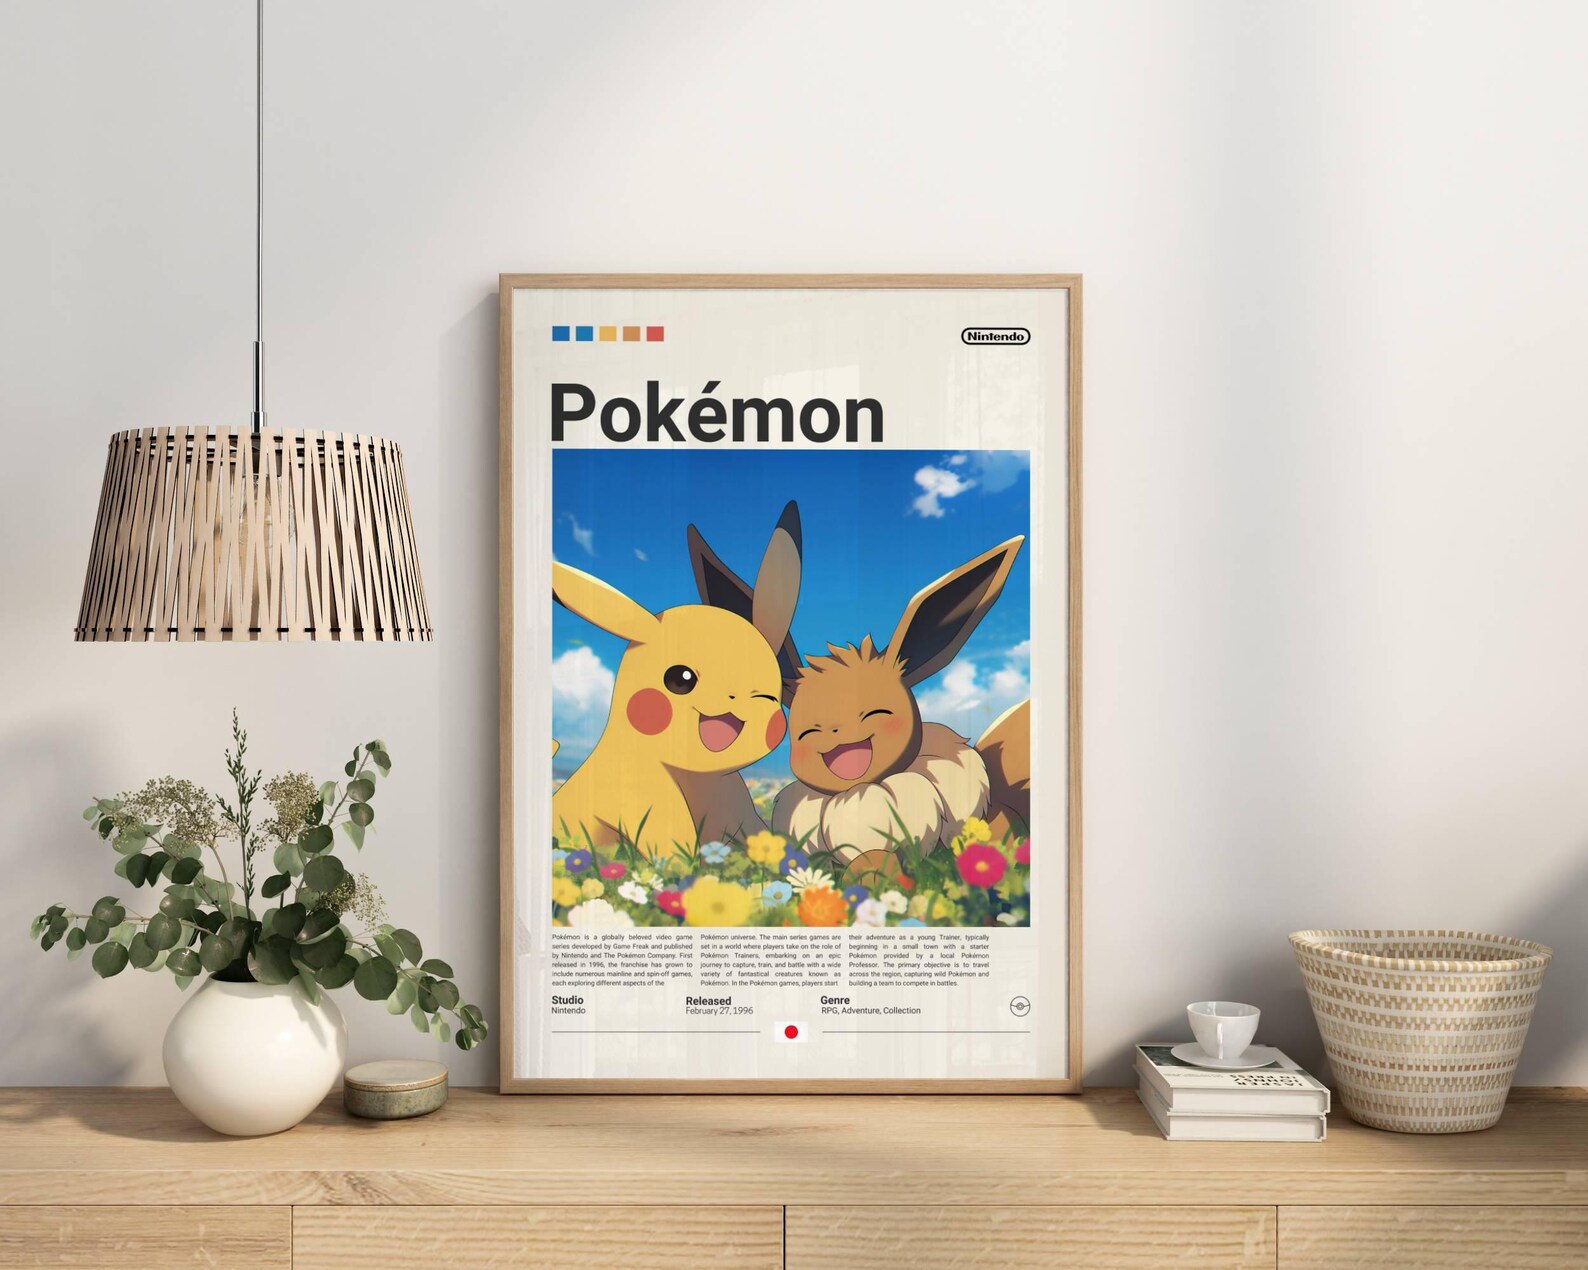 Nintendo
Pokémon
Pokémon is a globally beloved video game
series developed by Game Freak and published
by Nintendo and The Pokémon Company. First
released in 1996, the franchise has grown to
include numerous mainline and spin-off games,
each exploring different aspects of the
Pokémon universe. The main series games are
set in a world where players take on the role of
Pokémon Trainers, embarking on an epic
journey to capture, train, and battle with a wide
variety of fantastical creatures known as
Pokémon. In the Pokémon games, players start
their adventure as a young Trainer, typically
beginning in a small town with a starter
Pokémon provided by a local Pokémon
Professor. The primary objective is to travel
across the region, capturing wild Pokémon and
building a team to compete in battles.
Studio
Nintendo
Released
February 27, 1996
Genre
RPG, Adventure, Collection